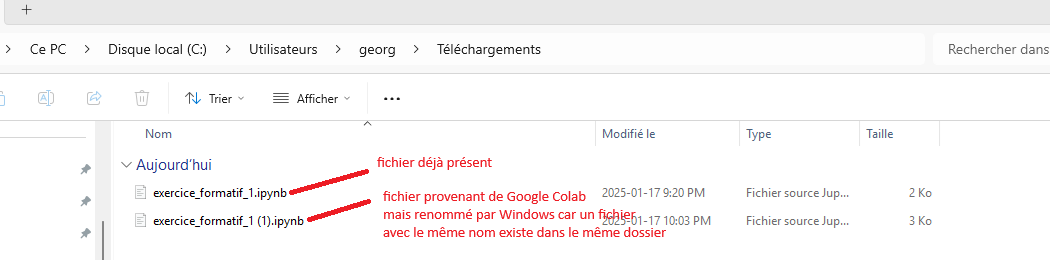 Ce PC > Disque local (C:) > Utilisateurs > georg > Téléchargements
Rechercher dans
Trier
Afficher
Nom
Modifié le
Type
Taille
Aujourd'hui
fichier déjà présent
exercice_formatif_1.ipynb
2025-01-17 9:20 PM
Fichier source Jup...
2 Ko
fichier provenant de Google Colab
mais renommé par Windows car un fichier
avec le même nom existe dans le même dossier
exercice_formatif_1 (1).ipynb
2025-01-17 10:03 PM
Fichier source Jup...
3 Ko